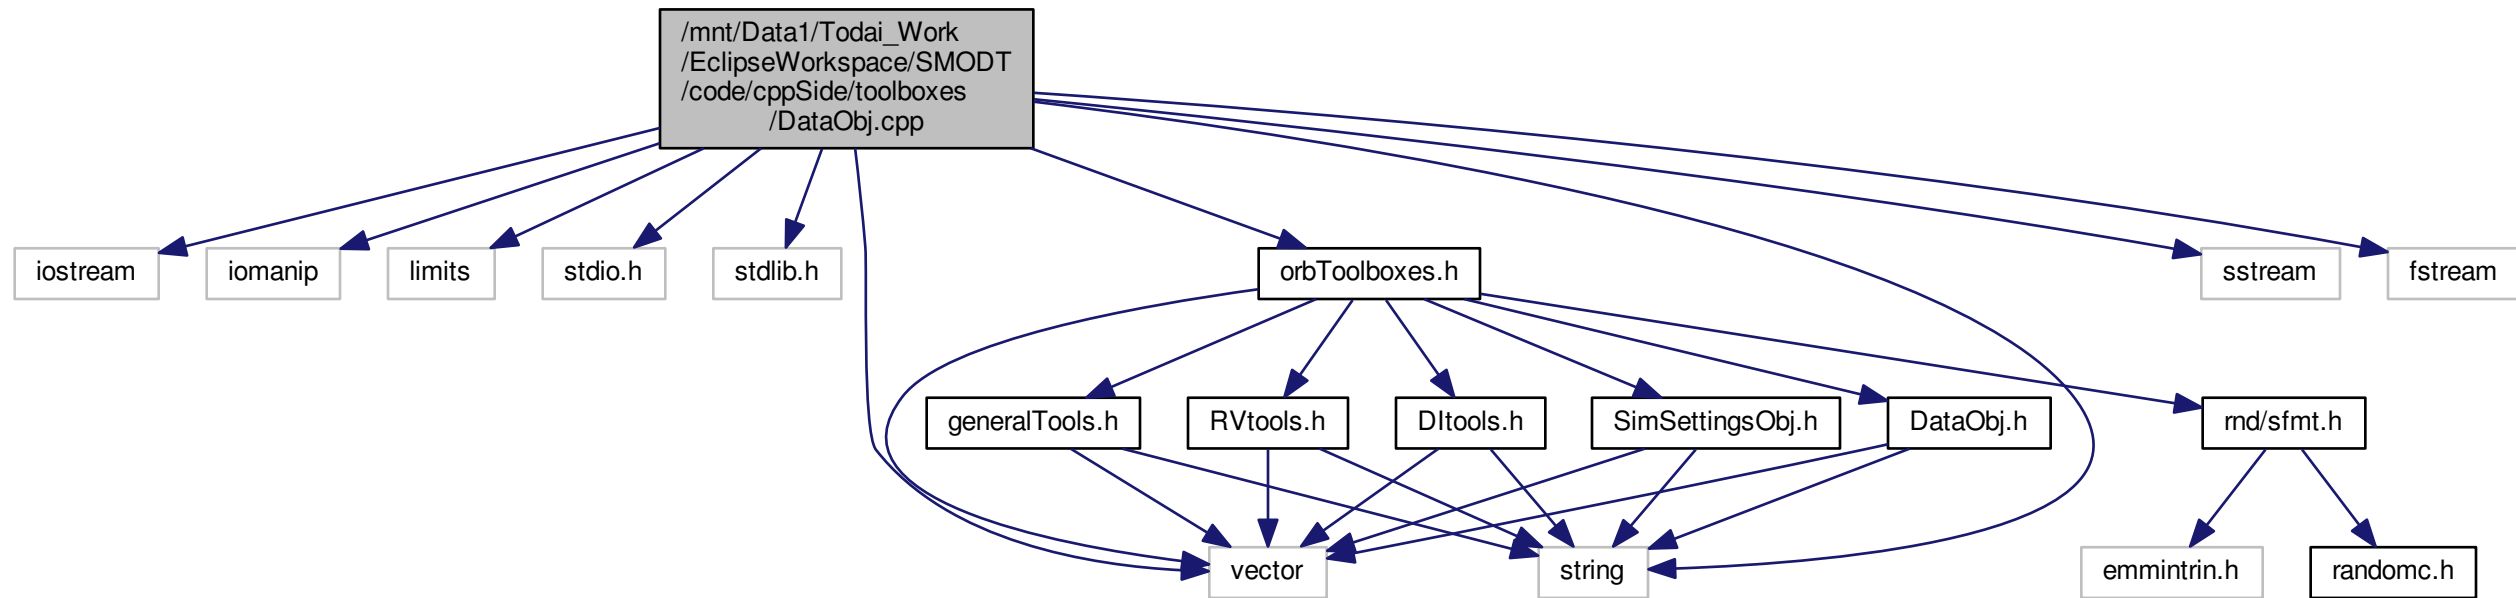 /mnt/Data1/Todai_Work
/EclipseWorkspace/SMODT
/code/cppSide/toolboxes
/DataObj.cpp
iostream
iomanip
limits
stdio.h
stdlib.h
orbToolboxes.h
sstream
fstream
generalTools.h
RVtools.h
DItools.h
SimSettingsObj.h
DataObj.h
rnd/sfmt.h
vector
string
emmintrin.h
randomc.h